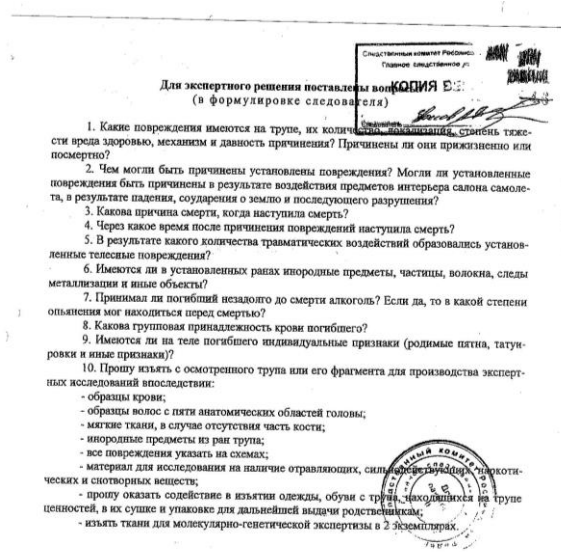 Следственный комитет Россий
Главное следственное у
Для экспертного решения поставлены воп
КОПИЯ ВЕ
(в формулировке следователя)
Следователь
1. Какие повреждения имеются на трупе, их количество, локализация, степень тяже-
сти вреда здоровью, механизм и давность причинения? Причинены ли они прижизненно или
посмертно?
2. Чем могли быть причинены установлены повреждения? Могли ли установленные
повреждения быть причинены в результате воздействия предметов интерьера салона самоле-
та, в результате падения, соударения о землю и последующего разрушения?
3. Какова причина смерти, когда наступила смерть?
4. Через какое время после причинения повреждений наступила смерть?
5. В результате какого количества травматических воздействий образовались установ-
ленные телесные повреждения?
6. Имеются ли в установленных ранах инородные предметы, частицы, волокна, следы
металлизации и иные объекты?
7. Принимал ли погибший незадолго до смерти алкоголь? Если да, то в какой степени
опьянения мог находиться перед смертью?
8. Какова групповая принадлежность крови погибшего?
9. Имеются ли на теле погибшего индивидуальные признаки (родимые пятна, татуи-
ровки и иные признаки)?
10. Прошу изъять с осмотренного трупа или его фрагмента для производства эксперт-
ных исследований впоследствии:
- образцы крови;
- образцы волос с пяти анатомических областей головы;
- мягкие ткани, в случае отсутствия часть кости;
- инородные предметы из ран трупа;
- все повреждения указать на схемах;
- материал для исследования на наличие отравляющих, сильнодействующих, наркоти-
ческих и снотворных веществ;
- прошу оказать содействие в изъятии одежды, обуви с трупа, находящихся на трупе
ценностей, в их сушке и упаковке для дальнейшей выдачи родственникам;
- изъять ткани для молекулярно-генетической экспертизы в 2 экземплярах.